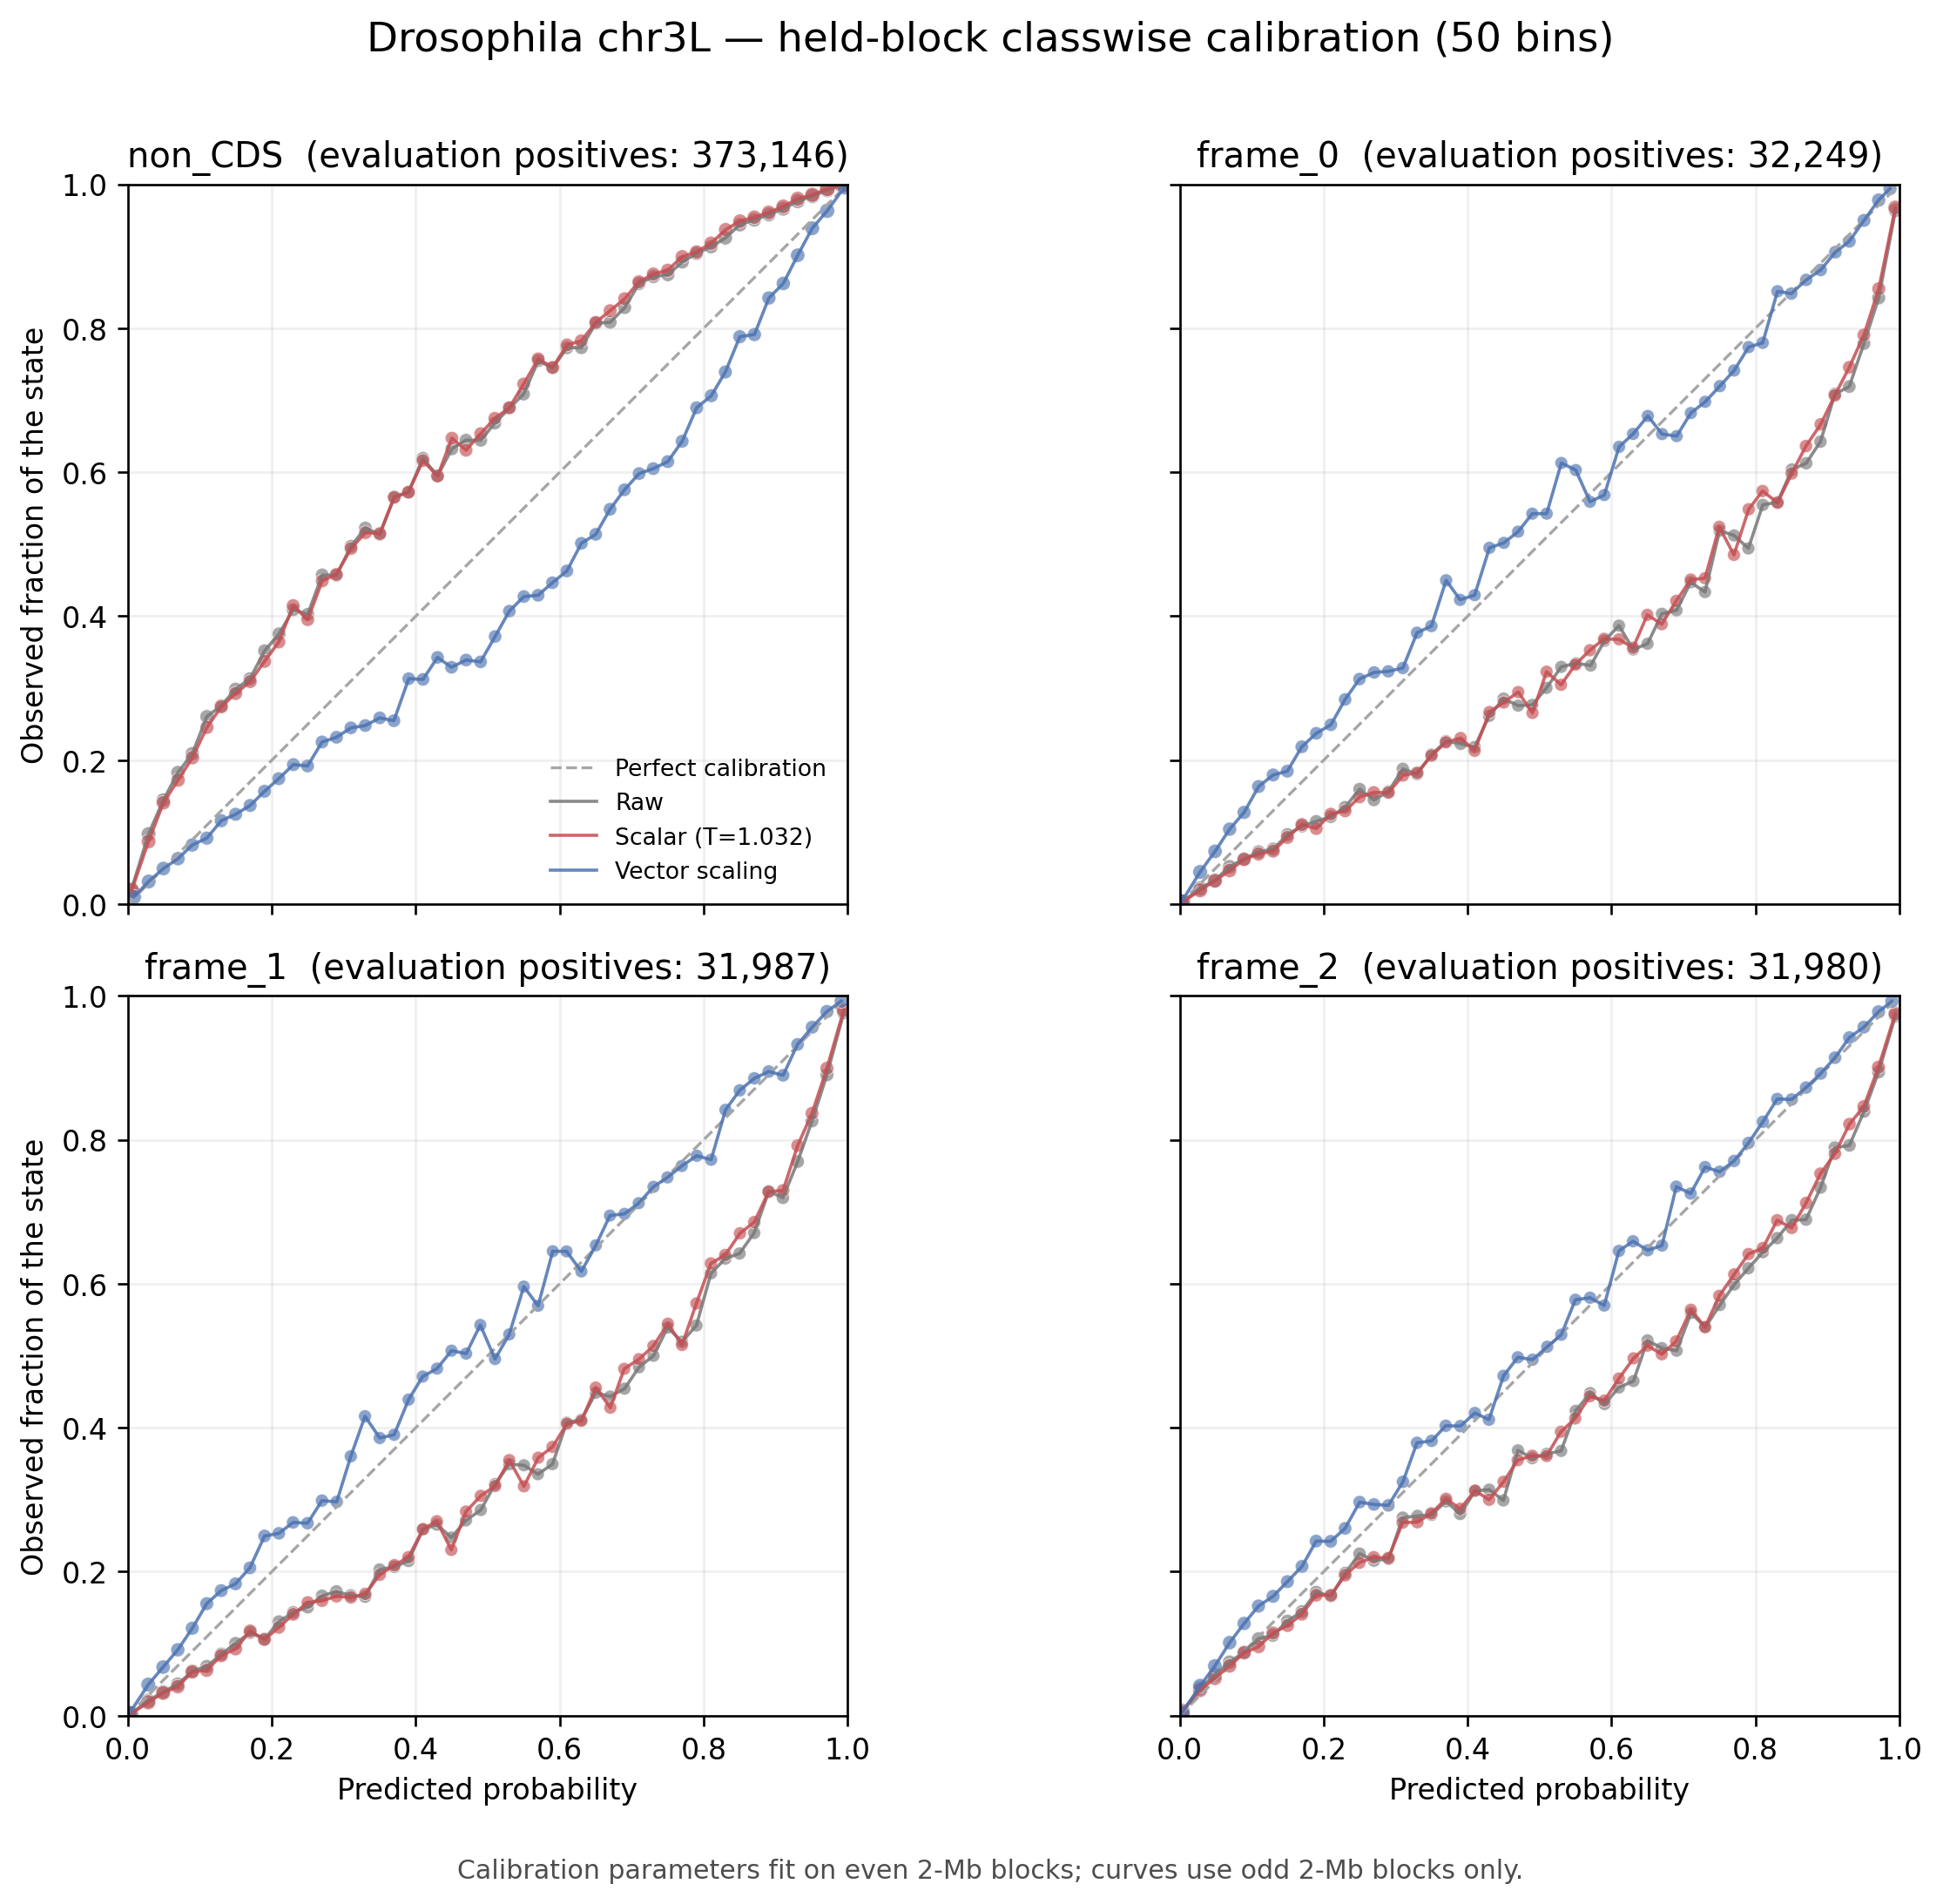 Drosophila chr3L — held-block classwise calibration (50 bins)
non_CDS (evaluation positives: 373,146)
Observed fraction of the state
1.0
0.8
0.6
0.4
0.2
0.0
Perfect calibration
Raw
Scalar (T=1.032)
Vector scaling
frame_0 (evaluation positives: 32,249)
frame_1 (evaluation positives: 31,987)
Observed fraction of the state
1.0
0.8
0.6
0.4
0.2
0.0
0.0 0.2 0.4 0.6 0.8 1.0
Predicted probability
frame_2 (evaluation positives: 31,980)
0.0 0.2 0.4 0.6 0.8 1.0
Predicted probability
Calibration parameters fit on even 2-Mb blocks; curves use odd 2-Mb blocks only.